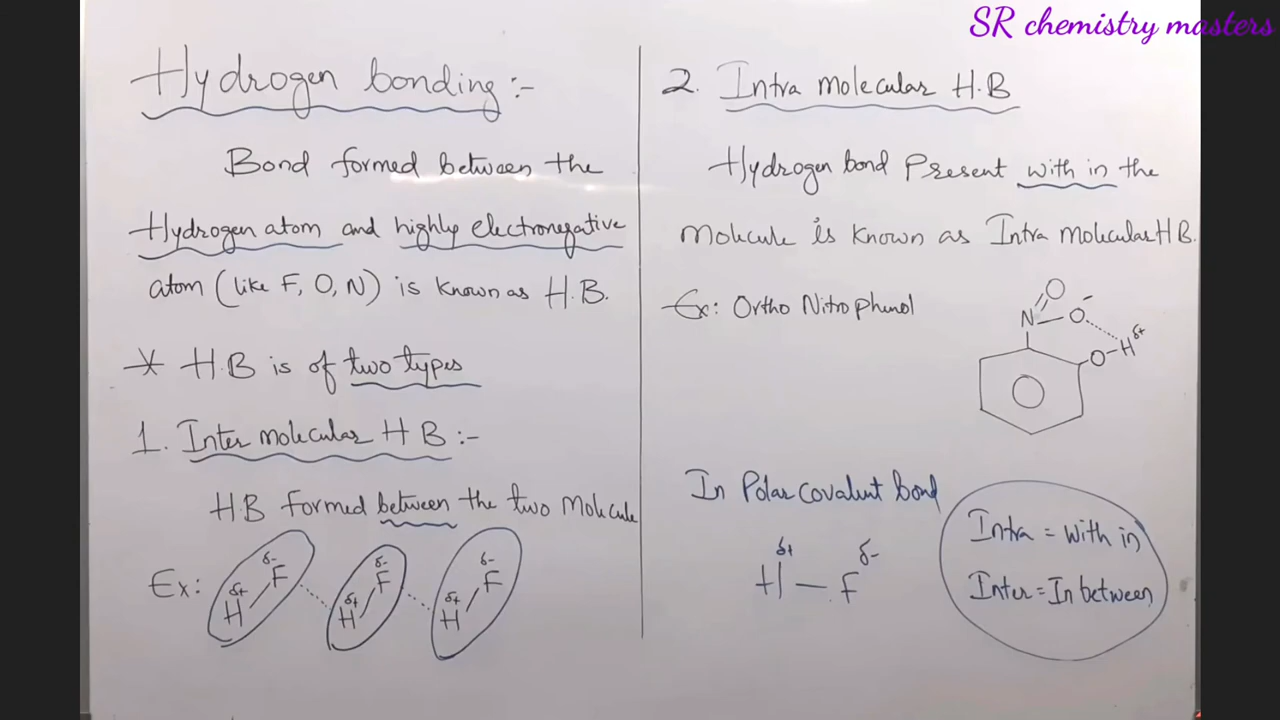 SR chemistry masters
Hydrogen bonding :-
Bond formed between the
Hydrogen atom and highly electronegative
atom (like F, O, N) is known as H.B.
* H.B is of two types
1. Inter molecular H B :-
H.B formed between the two Molecule
Ex: δ+ H δ- F δ+ H δ- F δ+ H δ- F
2. Intra molecular H.B
Hydrogen bond Present with in the
Molecule is known as Intra molecular H B.
Ex: Ortho Nitrophenol
O
N O -
O - H δ+
In Polar covalent bond
δ+ δ-
H - F
Intra = with in
Inter = In between